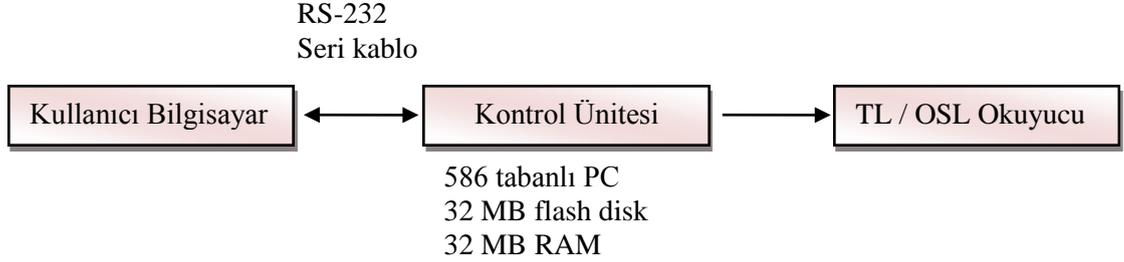 RS-232
Seri kablo
Kullanıcı Bilgisayar
Kontrol Ünitesi
TL / OSL Okuyucu
586 tabanlı PC
32 MB flash disk
32 MB RAM